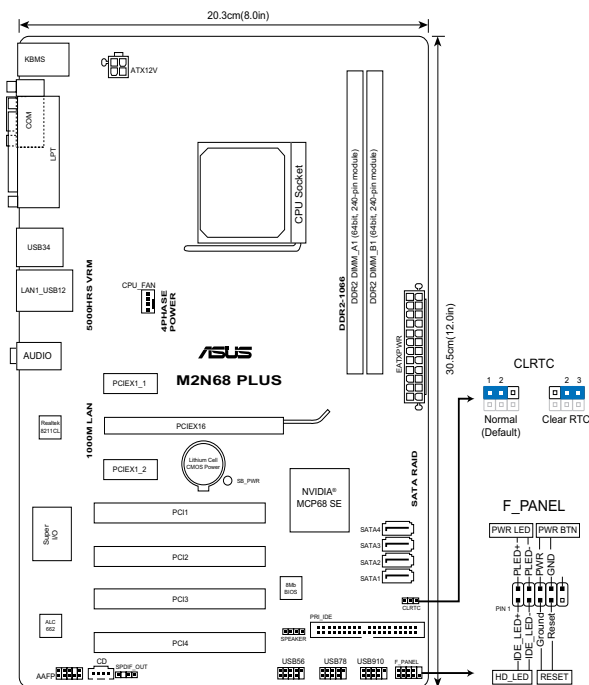 20.3cm(8.0in)
KBMS
ATX12V
COM
LPT
CPU Socket
DDR2 DIMM_A1 (64bit, 240-pin module)
DDR2 DIMM_B1 (64bit, 240-pin module)
DDR2-1066
USB34
LAN1_USB12
5000HRS VRM
CPU_FAN
4PHASE
POWER
EATXPWR
30.5cm(12.0in)
AUDIO
ASUS
M2N68 PLUS
PCIEX1_1
Realtek
8211CL
1000M LAN
PCIEX16
PCIEX1_2
Lithium Cell
CMOS Power
SB_PWR
NVIDIA®
MCP68 SE
SATA RAID
Super
I/O
PCI1
PCI2
PCI3
PCI4
SATA4
SATA3
SATA2
SATA1
8Mb
BIOS
CLRTC
PRI_IDE
SPEAKER
ALC
662
AAFP
CD
SPDIF_OUT
USB56
USB78
USB910
F_PANEL
CLRTC
1 2
2 3
Normal
(Default)
Clear RTC
F_PANEL
PWR LED
PWR BTN
PLED+
PLED-
PWR
GND
PIN 1
IDE_LED+
IDE_LED-
Ground
Reset
HD_LED
RESET